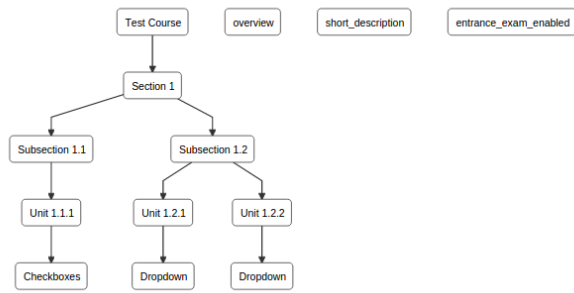 Test Course
overview
short_description
entrance_exam_enabled
Section 1
Subsection 1.1
Subsection 1.2
Unit 1.1.1
Unit 1.2.1
Unit 1.2.2
Checkboxes
Dropdown
Dropdown